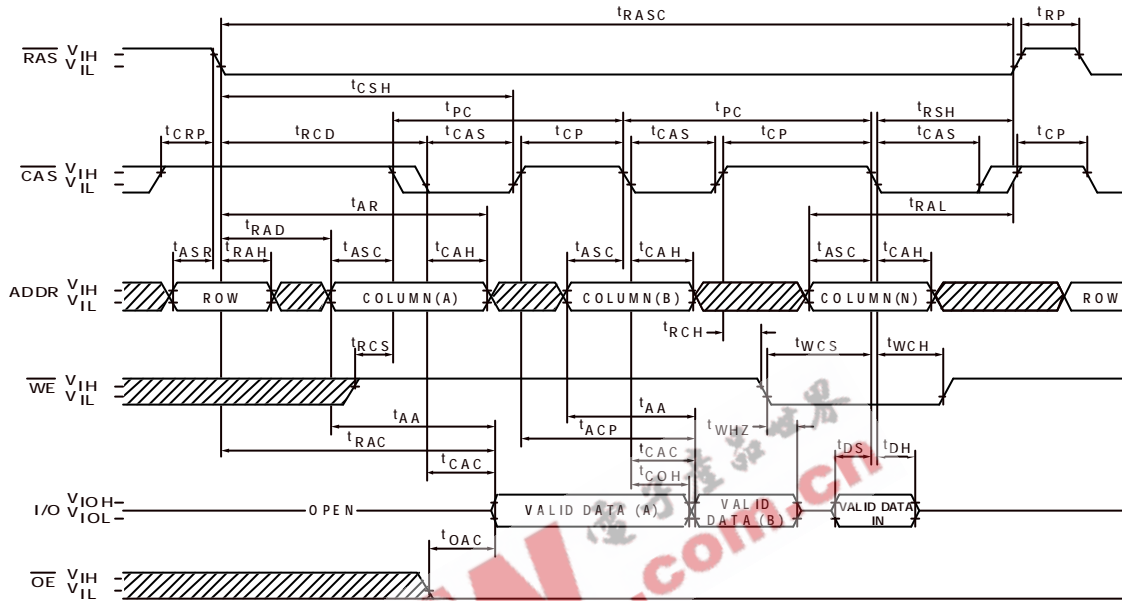 tRASC tRP
RAS VIH
VIL
tCSH
tPC tPC tRSH
tCRP tRCD tCAS tCP tCAS tCP tCAS tCP
CAS VIH
VIL
tAR tRAL
tRAD
tASR tRAH tASC tCAH tASC tCAH tASC tCAH
ADDR VIH
VIL
ROW COLUMN(A) COLUMN(B) COLUMN(N) ROW
tRCH
tRCS tWCS tWCH
WE VIH
VIL
tAA tAA
tWHZ
tRAC tACP
tCAC tCAC tDS tDH
tCOH
I/O VIOH
VIOL
OPEN VALID DATA (A) VALID DATA (B) VALID DATA IN
tOAC
OE VIH
VIL
.com.cn